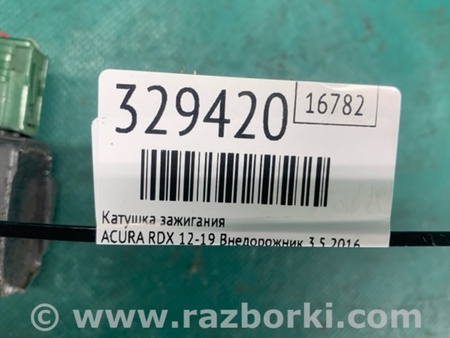 329420
16782
Катушка зажигания
ACURA RDX 12-19 Внедорожник 3.5 2016
© www.razborki.com